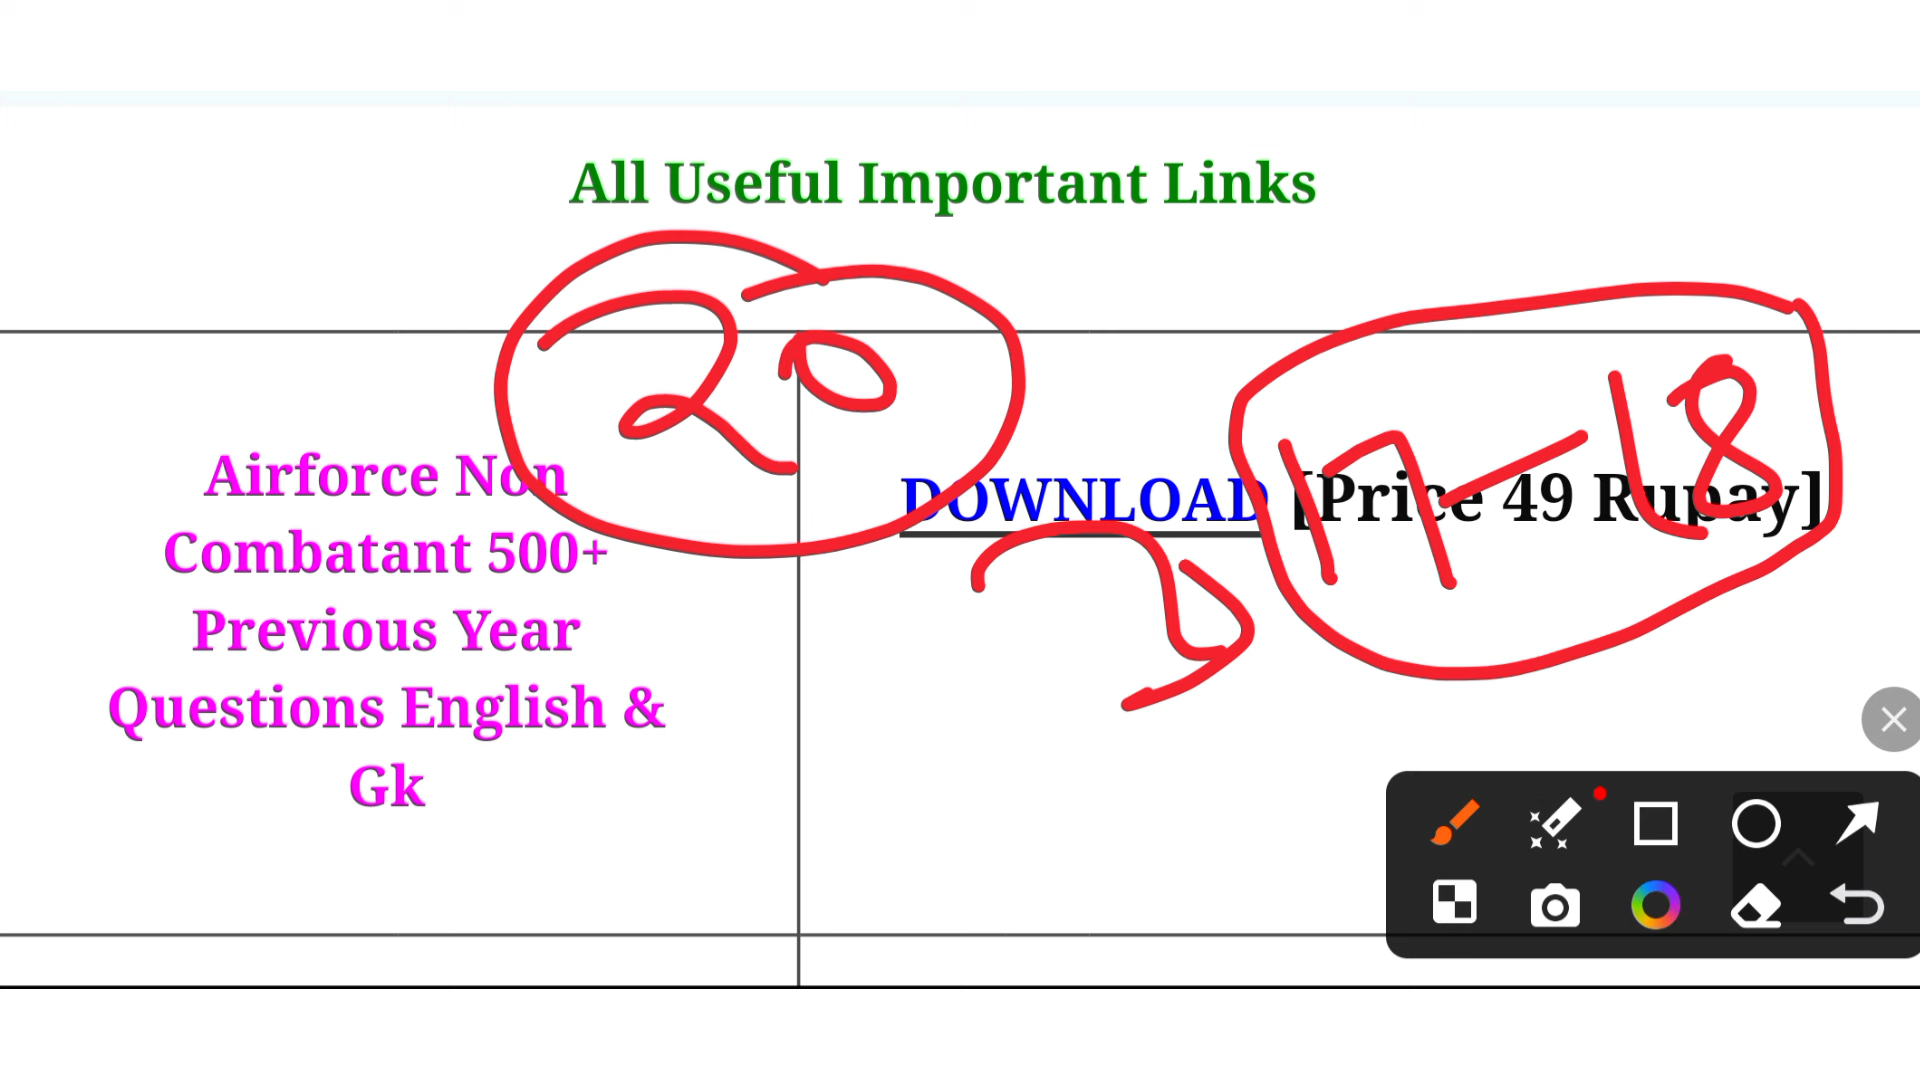 All Useful Important Links
20
17-18
Airforce Non
Combatant 500+
Previous Year
Questions English &
Gk
DOWNLOAD [Price 49 Rupay]